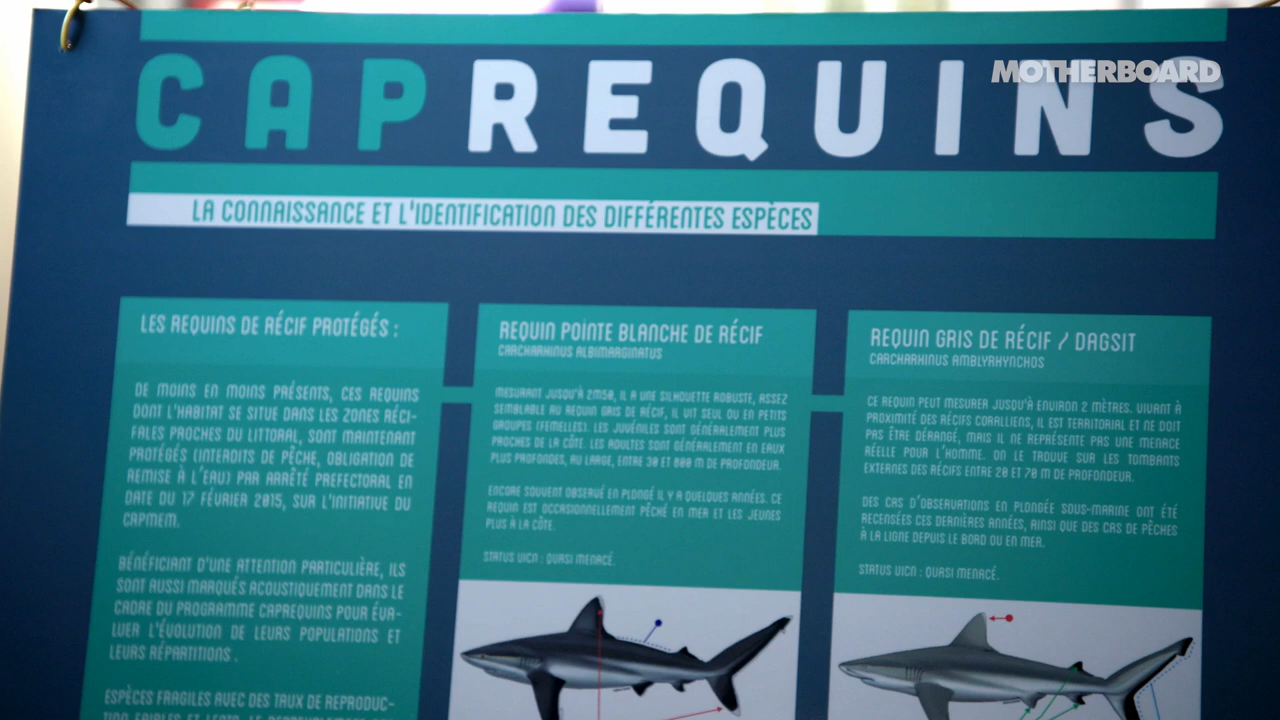 MOTHERBOARD
CAPREQUINS
LA CONNAISSANCE ET L'IDENTIFICATION DES DIFFÉRENTES ESPÈCES
LES REQUINS DE RÉCIF PROTÉGÉS :
DE MOINS EN MOINS PRÉSENTS, CES REQUINS
DONT L'HABITAT SE SITUE DANS LES ZONES RÉCI-
FALES PROCHES DU LITTORAL, SONT MAINTENANT
PROTÉGÉS (INTERDITS DE PÊCHE, OBLIGATION DE
REMISE À L'EAU) PAR ARRÊTÉ PREFECTORAL EN
DATE DU 17 FÉVRIER 2015, SUR L'INITIATIVE DU
CAPMEM.
BÉNÉFICIANT D'UNE ATTENTION PARTICULIÈRE, ILS
SONT AUSSI MARQUÉS ACOUSTIQUEMENT DANS LE
CADRE DU PROGRAMME CAPREQUINS POUR ÉVA-
LUER L'ÉVOLUTION DE LEURS POPULATIONS ET
LEURS RÉPARTITIONS .
ESPÈCES FRAGILES AVEC DES TAUX DE REPRODUC-
REQUIN POINTE BLANCHE DE RÉCIF
CARCHARHINUS ALBIMARGINATUS
MESURANT JUSQU'À 2M50, IL A UNE SILHOUETTE ROBUSTE, ASSEZ
SEMBLABLE AU REQUIN GRIS DE RÉCIF, IL VIT SEUL OU EN PETITS
GROUPES (FEMELLES). LES JUVÉNILES SONT GÉNÉRALEMENT PLUS
PROCHES DE LA CÔTE. LES ADULTES SONT GÉNÉRALEMENT EN EAUX
PLUS PROFONDES, AU LARGE, ENTRE 30 ET 800 M DE PROFONDEUR.
ENCORE SOUVENT OBSERVÉ EN PLONGÉ IL Y A QUELQUES ANNÉES. CE
REQUIN EST OCCASIONNELLEMENT PÊCHÉ EN MER ET LES JEUNES
PLUS À LA CÔTE.
STATUS UICN : QUASI MENACÉ.
REQUIN GRIS DE RÉCIF / DAGSIT
CARCHARHINUS AMBLYRHYNCHOS
CE REQUIN PEUT MESURER JUSQU'À ENVIRON 2 MÈTRES. VIVANT À
PROXIMITÉ DES RÉCIFS CORALLIENS, IL EST TERRITORIAL ET NE DOIT
PAS ÊTRE DÉRANGÉ, MAIS IL NE REPRÉSENTE PAS UNE MENACE
RÉELLE POUR L'HOMME. ON LE TROUVE SUR LES TOMBANTS
EXTERNES DES RÉCIFS ENTRE 20 ET 70 M DE PROFONDEUR.
DES CAS D'OBSERVATIONS EN PLONGÉE SOUS-MARINE ONT ÉTÉ
RECENSÉES CES DERNIÈRES ANNÉES, AINSI QUE DES CAS DE PÊCHES
À LA LIGNE DEPUIS LE BORD OU EN MER.
STATUS UICN : QUASI MENACÉ.